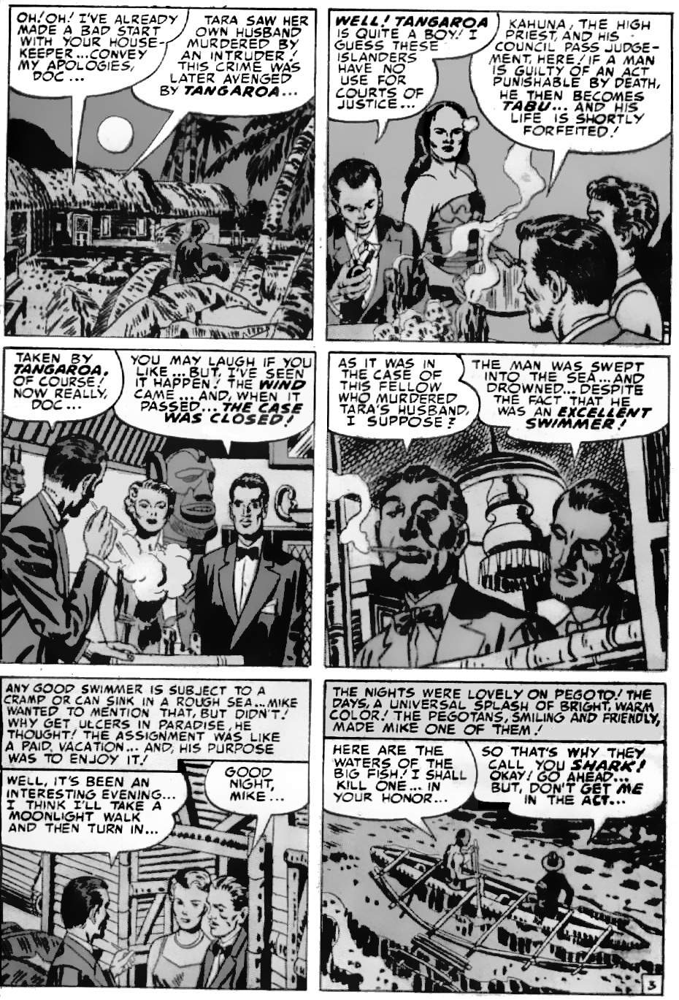 OH! OH! I'VE ALREADY
MADE A BAD START
WITH YOUR HOUSE-
KEEPER...CONVEY
MY APOLOGIES,
DOC...
TARA SAW HER
OWN HUSBAND
MURDERED BY
AN INTRUDER!
THIS CRIME WAS
LATER AVENGED
BY TANGAROA...
WELL! TANGAROA
IS QUITE A BOY! I
GUESS THESE
ISLANDERS
HAVE NO
USE FOR
COURTS OF
JUSTICE...
KAHUNA, THE HIGH
PRIEST, AND HIS
COUNCIL PASS JUDGE-
MENT, HERE! IF A MAN
IS GUILTY OF AN ACT
PUNISHABLE BY DEATH,
HE THEN BECOMES
TABU... AND HIS
LIFE IS SHORTLY
FORFEITED!
TAKEN BY
TANGAROA,
OF COURSE!
NOW REALLY,
DOC...
YOU MAY LAUGH IF YOU
LIKE...BUT, I'VE SEEN
IT HAPPEN! THE WIND
CAME... AND, WHEN IT
PASSED... THE CASE
WAS CLOSED!
AS IT WAS IN
THE CASE OF
THIS FELLOW
WHO MURDERED
TARA'S HUSBAND,
I SUPPOSE?
THE MAN WAS SWEPT
INTO THE SEA...AND
DROWNED... DESPITE
THE FACT THAT HE
WAS AN EXCELLENT
SWIMMER!
ANY GOOD SWIMMER IS SUBJECT TO A
CRAMP OR CAN SINK IN A ROUGH SEA...MIKE
WANTED TO MENTION THAT, BUT DIDN'T!
WHY GET ULCERS IN PARADISE, HE
THOUGHT! THE ASSIGNMENT WAS LIKE
A PAID VACATION... AND, HIS PURPOSE
WAS TO ENJOY IT!
WELL, IT'S BEEN AN
INTERESTING EVENING...
I THINK I'LL TAKE A
MOONLIGHT WALK
AND THEN TURN IN...
GOOD
NIGHT,
MIKE...
THE NIGHTS WERE LOVELY ON PEGOTO! THE
DAYS, A UNIVERSAL SPLASH OF BRIGHT, WARM
COLOR! THE PEGOTANS, SMILING AND FRIENDLY,
MADE MIKE ONE OF THEM!
HERE ARE THE
WATERS OF THE
BIG FISH! I SHALL
KILL ONE... IN
YOUR HONOR...
SO THAT'S WHY THEY
CALL YOU SHARK!
OKAY! GO AHEAD...
BUT, DON'T GET ME
IN THE ACT...
3